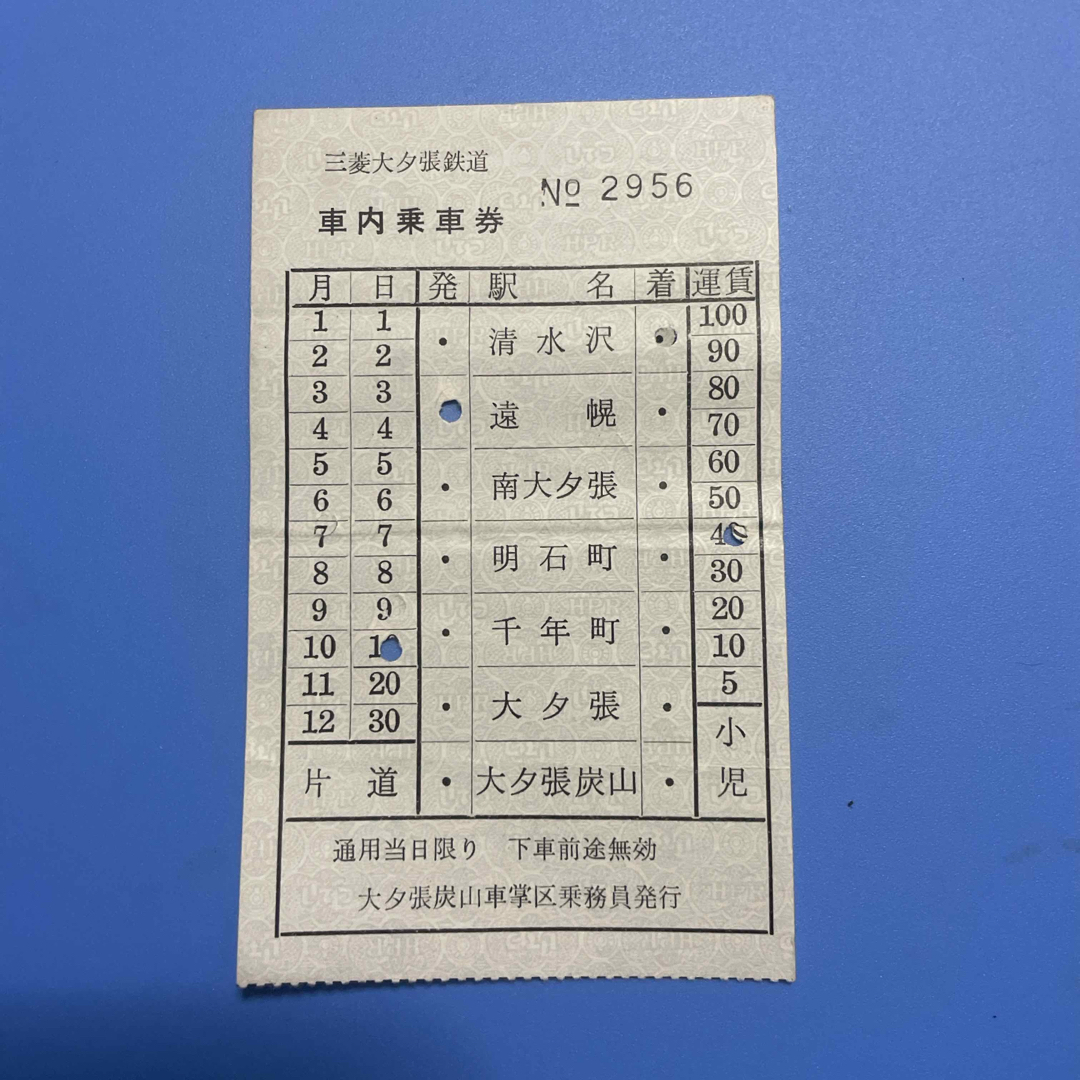 三菱大夕張鉄道
No 2956
車内乗車券
月 日 発 駅名 着 運賃
1 1 ・ 清水沢 ・ 100
2 2 90
3 3 遠幌 ・ 80
4 4 70
5 5 ・ 南大夕張 ・ 60
6 6 50
7 7 ・ 明石町 ・ 4
8 8 30
9 9 ・ 千年町 ・ 20
10 1 10
11 20 ・ 大夕張 ・ 5
12 30 小児
片道 ・ 大夕張炭山 ・
通用当日限り 下車前途無効
大夕張炭山車掌区乗務員発行